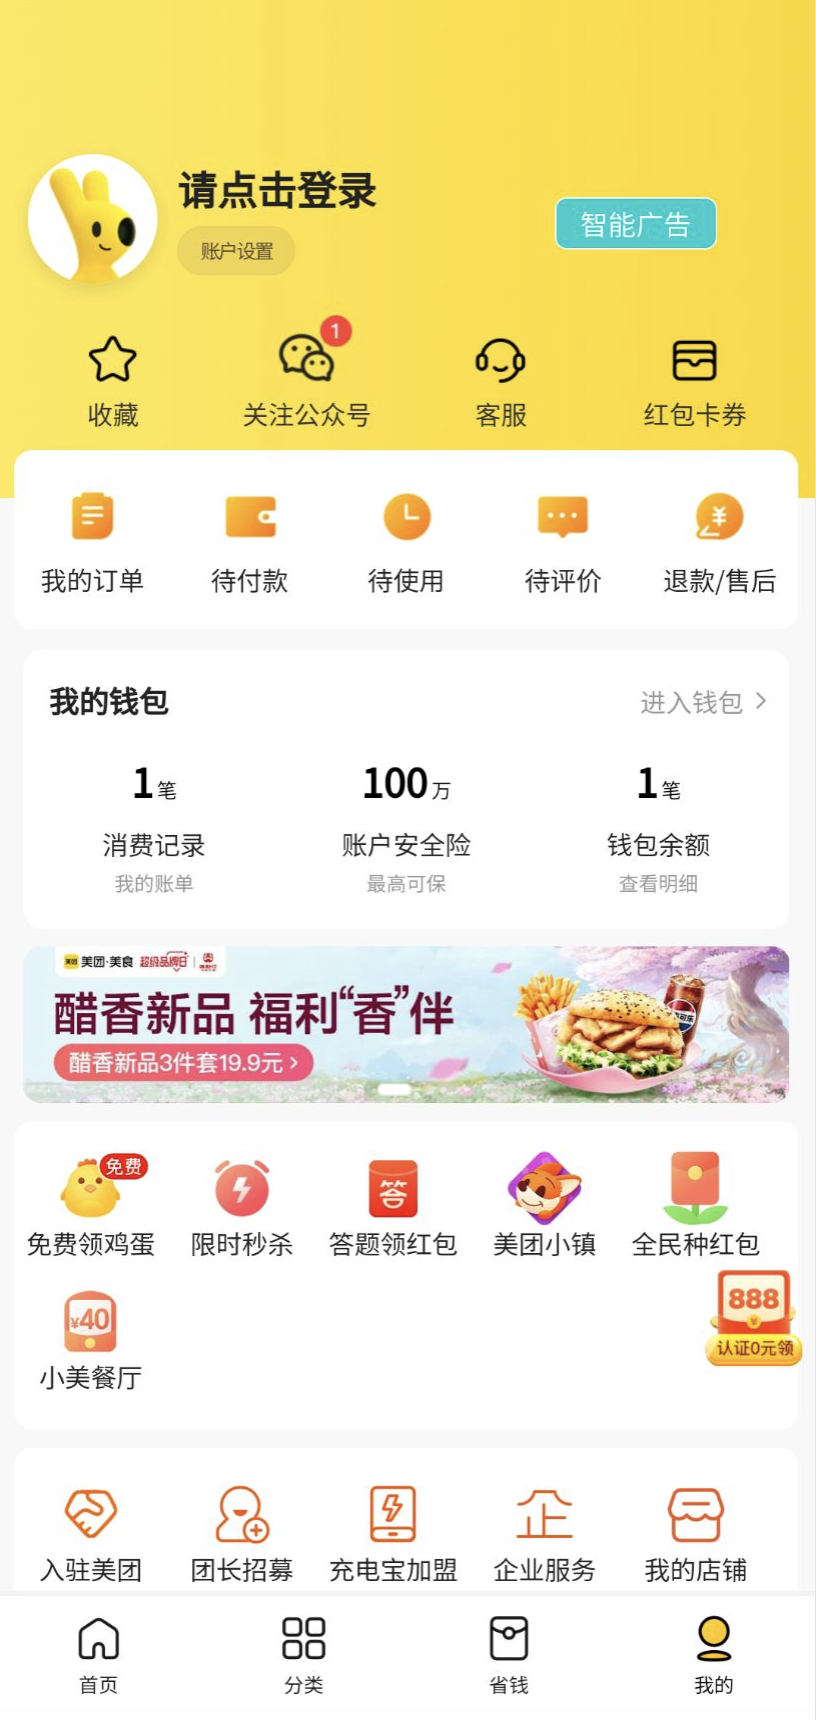 请点击登录
账户设置
智能广告
1
收藏
关注公众号
客服
红包卡券
我的订单
待付款
待使用
待评价
退款/售后
我的钱包
进入钱包
1笔
100万
1笔
消费记录
账户安全险
钱包余额
我的账单
最高可保
查看明细
美团·美食 超级品牌日
醋香新品 福利“香”伴
醋香新品3件套19.9元
免费
答
免费领鸡蛋
限时秒杀
答题领红包
美团小镇
全民种红包
¥40
888
认证0元领
小美餐厅
企
入驻美团
团长招募
充电宝加盟
企业服务
我的店铺
首页
分类
省钱
我的